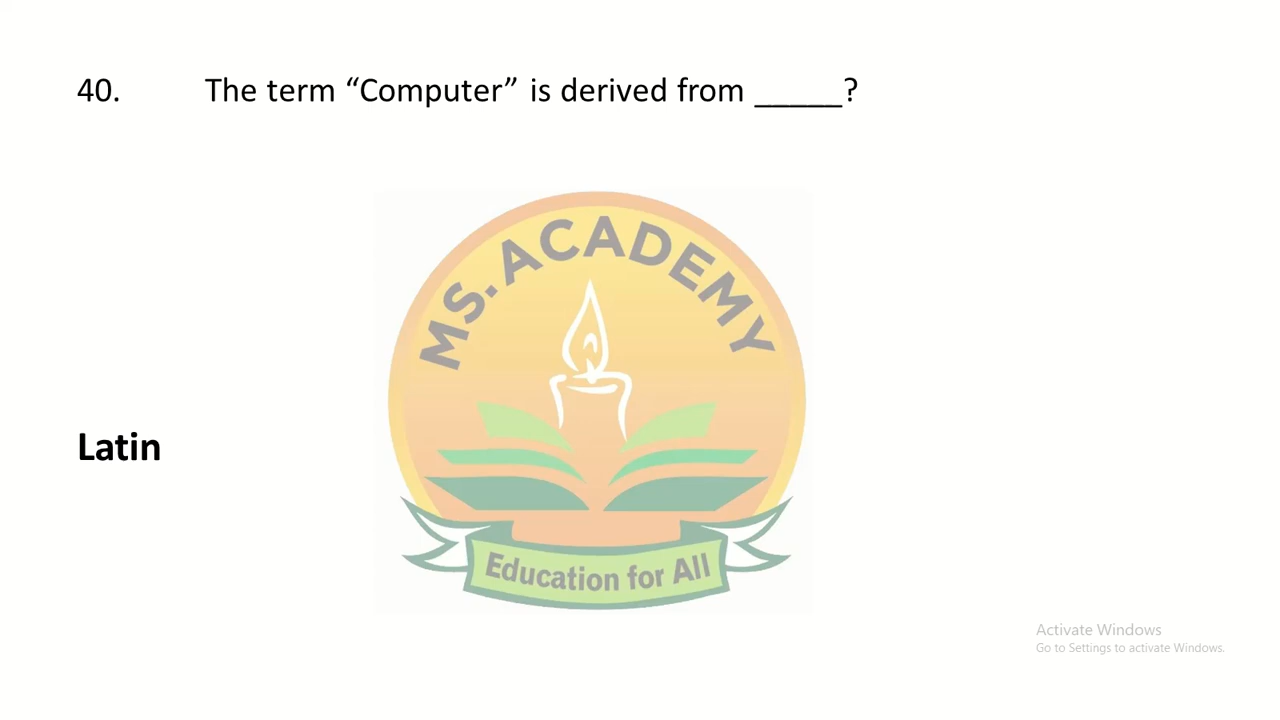 40. The term “Computer” is derived from _____?
MS. ACADEMY
Latin
Education for All
Activate Windows
Go to Settings to activate Windows.